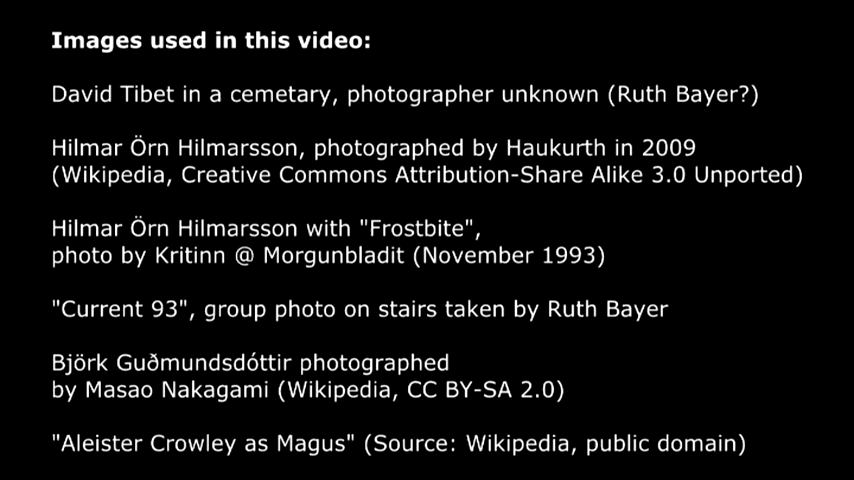 Images used in this video:
David Tibet in a cemetary, photographer unknown (Ruth Bayer?)
Hilmar Örn Hilmarsson, photographed by Haukurth in 2009
(Wikipedia, Creative Commons Attribution-Share Alike 3.0 Unported)
Hilmar Örn Hilmarsson with "Frostbite",
photo by Kritinn @ Morgunbladit (November 1993)
"Current 93", group photo on stairs taken by Ruth Bayer
Björk Guðmundsdóttir photographed
by Masao Nakagami (Wikipedia, CC BY-SA 2.0)
"Aleister Crowley as Magus" (Source: Wikipedia, public domain)